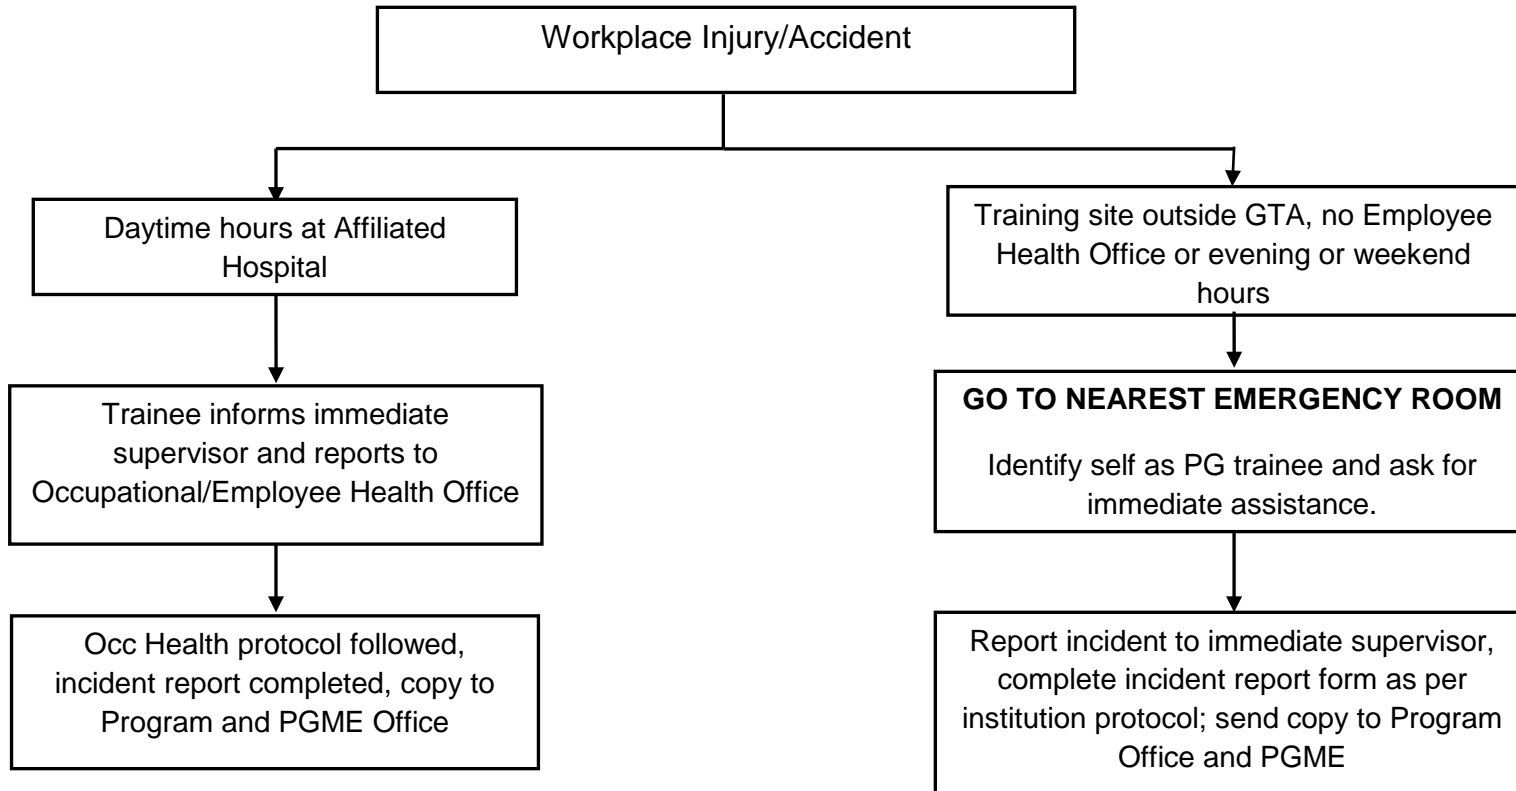 Workplace Injury/Accident
Daytime hours at Affiliated
Hospital
Trainee informs immediate
supervisor and reports to
Occupational/Employee Health Office
Occ Health protocol followed,
incident report completed, copy to
Program and PGME Office
Training site outside GTA, no Employee
Health Office or evening or weekend
hours
GO TO NEAREST EMERGENCY ROOM
Identify self as PG trainee and ask for
immediate assistance.
Report incident to immediate supervisor,
complete incident report form as per
institution protocol; send copy to Program
Office and PGME